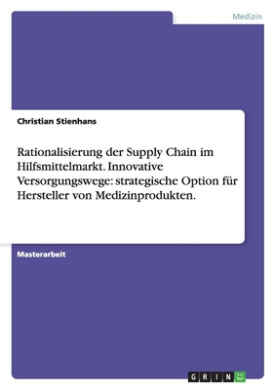 Medizin
Christian Stienhans
Rationalisierung der Supply Chain im
Hilfsmittelmarkt. Innovative
Versorgungswege: strategische Option für
Hersteller von Medizinprodukten.
Masterarbeit
GRIN